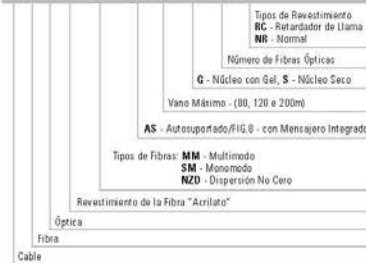 Tipos de Revestimiento
RC - Retardador de Llama
NR - Normal
Número de Fibras Ópticas
G - Núcleo con Gel, S - Núcleo Seco
Vano Máximo - (80, 120 e 200m)
AS - Autosuportado/FIG.8 - con Mensajero Integrado
Tipos de Fibras: MM - Multimodo
SM - Monomodo
NZD - Dispersión No Cero
Revestimiento de la Fibra "Acrilato"
Óptica
Fibra
Cable